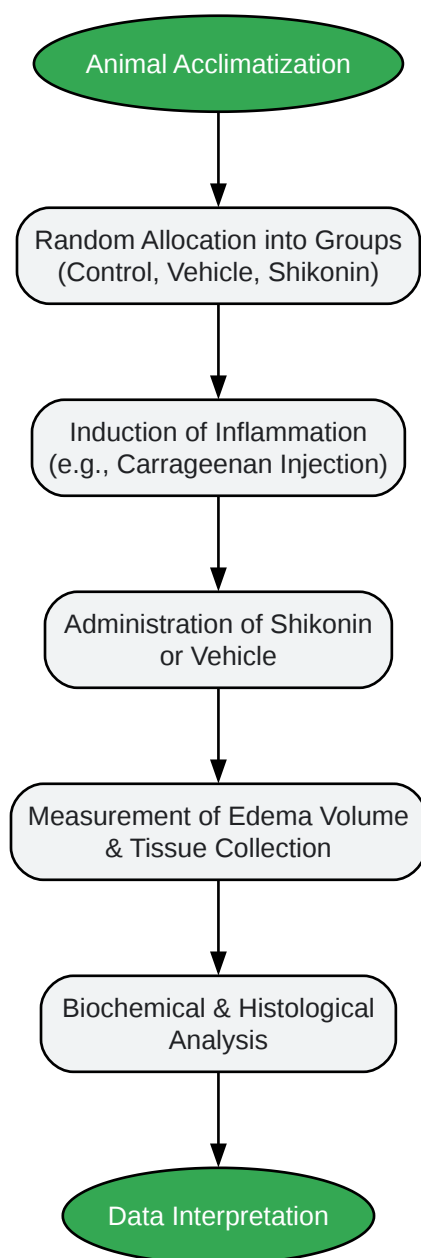 Animal Acclimatization
Random Allocation into Groups
(Control, Vehicle, Shikonin)
Induction of Inflammation
(e.g., Carrageenan Injection)
Administration of Shikonin
or Vehicle
Measurement of Edema Volume
& Tissue Collection
Biochemical & Histological
Analysis
Data Interpretation